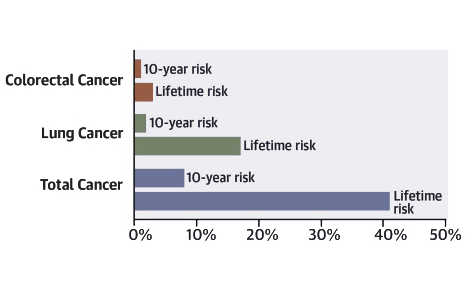 Colorectal Cancer
10-year risk
Lifetime risk
Lung Cancer
10-year risk
Lifetime risk
Total Cancer
10-year risk
Lifetime
risk
0% 10% 20% 30% 40% 50%